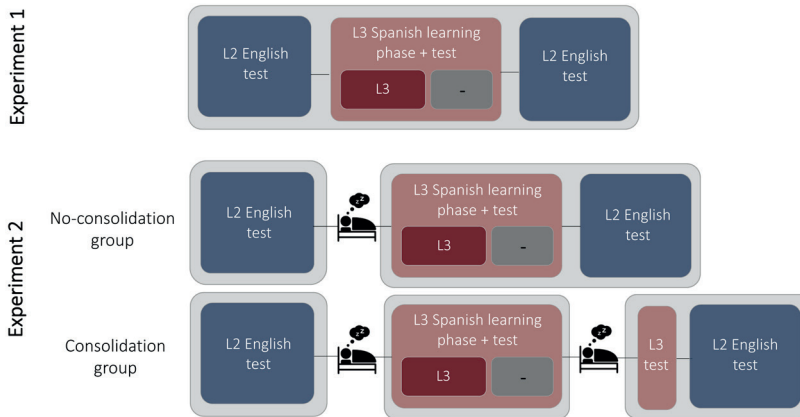 Experiment 1
L2 English
test
L3 Spanish learning
phase + test
L3
-
L2 English
test
Experiment 2
No-consolidation
group
L2 English
test
z z
L3 Spanish learning
phase + test
L3
-
L2 English
test
Consolidation
group
L2 English
test
z z
L3 Spanish learning
phase + test
L3
-
z z
L3
test
L2 English
test